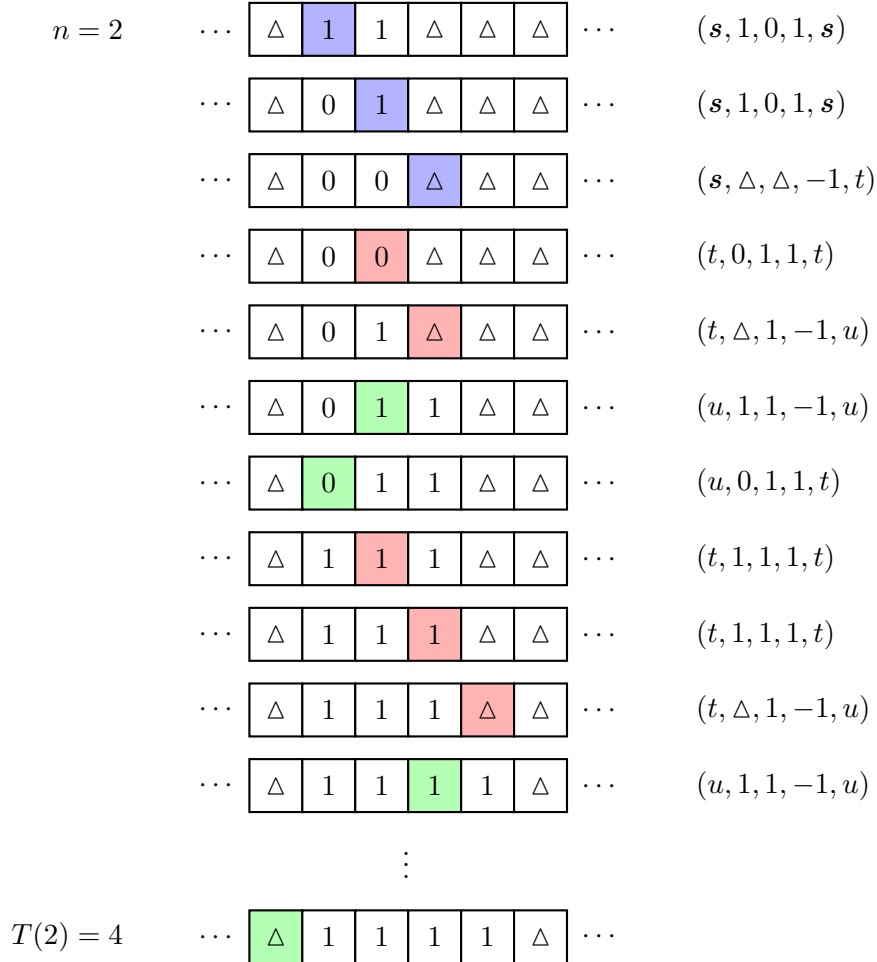 n = 2 ⋯ △ 1 1 △ △ △ ⋯ (s, 1, 0, 1, s)
⋯ △ 0 1 △ △ △ ⋯ (s, 1, 0, 1, s)
⋯ △ 0 0 △ △ △ ⋯ (s, △, △, −1, t)
⋯ △ 0 0 △ △ △ ⋯ (t, 0, 1, 1, t)
⋯ △ 0 1 △ △ △ ⋯ (t, △, 1, −1, u)
⋯ △ 0 1 1 △ △ ⋯ (u, 1, 1, −1, u)
⋯ △ 0 1 1 △ △ ⋯ (u, 0, 1, 1, t)
⋯ △ 1 1 1 △ △ ⋯ (t, 1, 1, 1, t)
⋯ △ 1 1 1 △ △ ⋯ (t, 1, 1, 1, t)
⋯ △ 1 1 1 △ △ ⋯ (t, △, 1, −1, u)
⋯ △ 1 1 1 1 △ ⋯ (u, 1, 1, −1, u)
⋮
T(2) = 4 ⋯ △ 1 1 1 1 △ ⋯